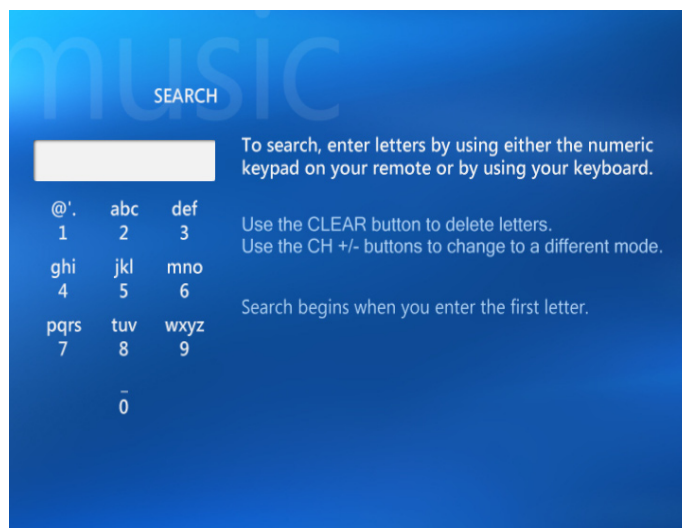 music
SEARCH
To search, enter letters by using either the numeric
keypad on your remote or by using your keyboard.
@'. abc def
1 2 3
Use the CLEAR button to delete letters.
Use the CH +/- buttons to change to a different mode.
ghi jkl mno
4 5 6
Search begins when you enter the first letter.
pqrs tuv wxyz
7 8 9
_
0